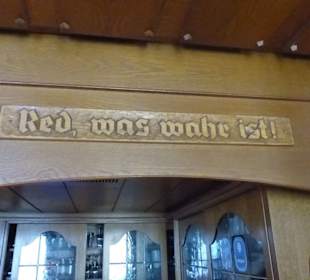 Red, was wahr ist!